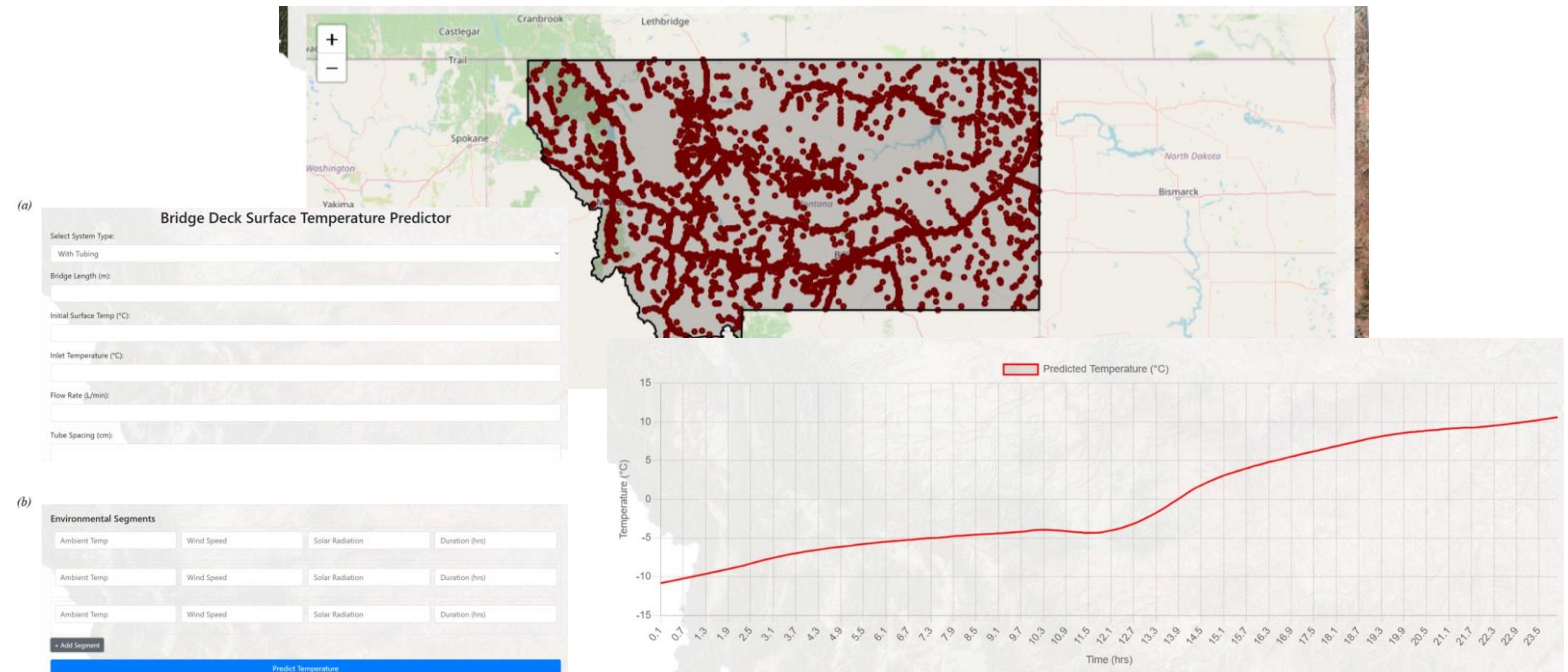 Cranbrook
Lethbridge
Castlegar
+
Trail
−
Spokane
Washington
North Dakota
Bismarck
Yakima
(a)
Bridge Deck Surface Temperature Predictor
Select System Type:
With Tubing
Bridge Length (m):
Initial Surface Temp (°C):
Inlet Temperature (°C):
Flow Rate (L/min):
Tube Spacing (cm):
(b)
Environmental Segments
Ambient Temp Wind Speed Solar Radiation Duration (hrs)
Ambient Temp Wind Speed Solar Radiation Duration (hrs)
Ambient Temp Wind Speed Solar Radiation Duration (hrs)
+ Add Segment
Predict Temperature
Predicted Temperature (°C)
15
10
5
0
-5
-10
-15
Temperature (°C)
0.1 0.7 1.3 1.9 2.5 3.1 3.7 4.3 4.9 5.5 6.1 6.7 7.3 7.9 8.5 9.1 9.7 10.3 10.9 11.5 12.1 12.7 13.3 13.9 14.5 15.1 15.7 16.3 16.9 17.5 18.1 18.7 19.3 19.9 20.5 21.1 21.7 22.3 22.9 23.5
Time (hrs)